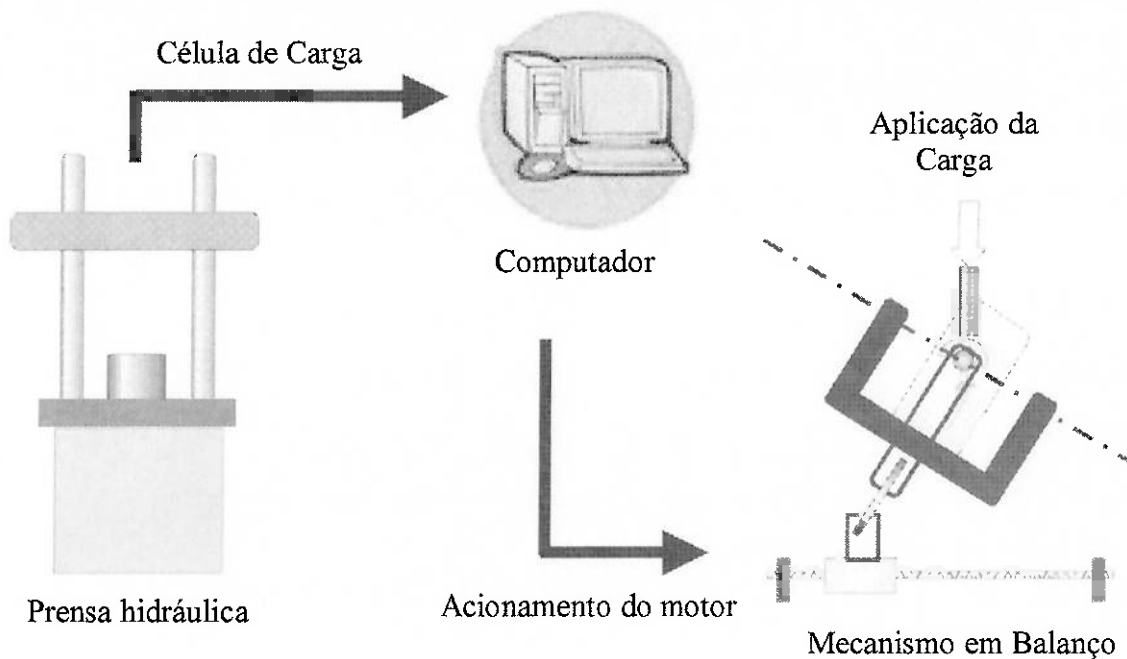 Célula de Carga
Aplicação da
Carga
Computador
Prensa hidráulica
Acionamento do motor
Mecanismo em Balanço